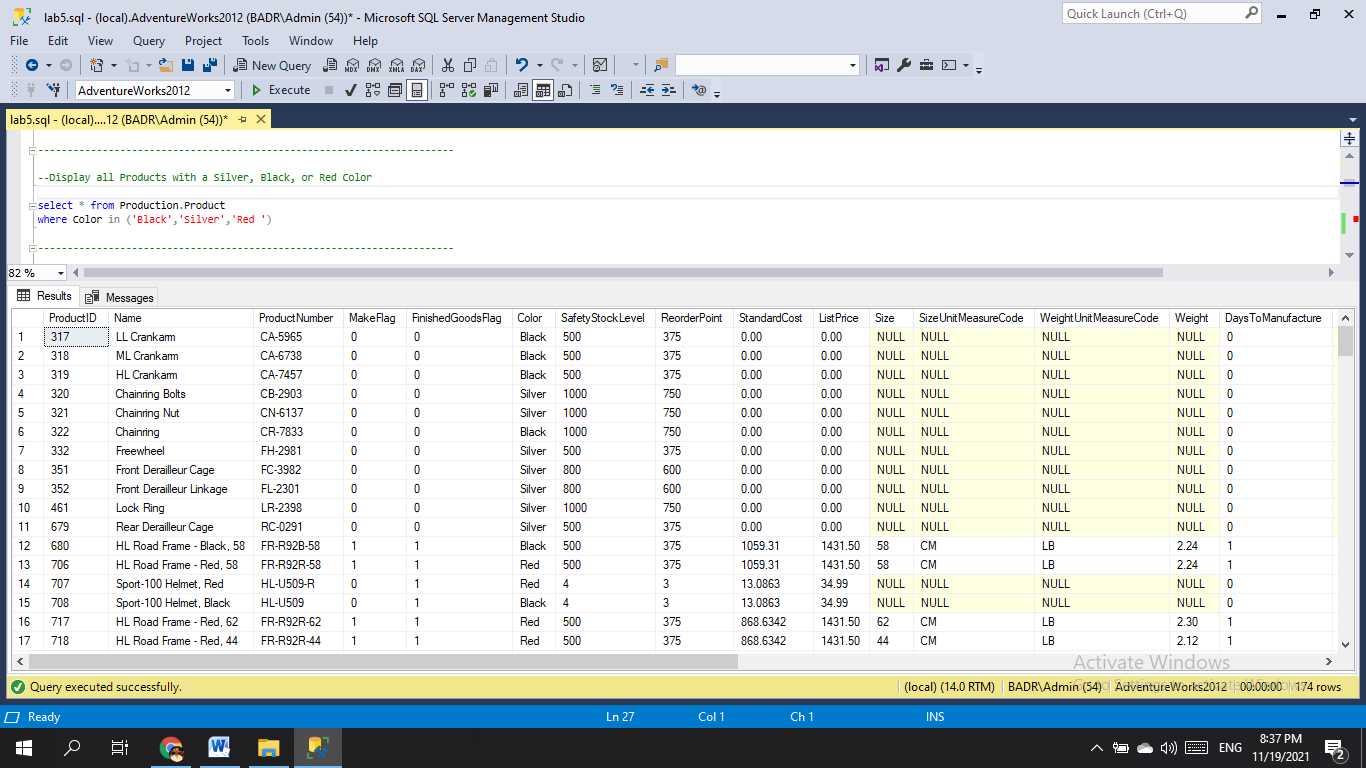 lab5.sql - (local).AdventureWorks2012 (BADR\Admin (54))* - Microsoft SQL Server Management Studio
Quick Launch (Ctrl+Q)
File Edit View Query Project Tools Window Help
New Query MDX DMX XMLA DAX
AdventureWorks2012 Execute
lab5.sql - (local)....12 (BADR\Admin (54))*
--Display all Products with a Silver, Black, or Red Color
select * from Production.Product
where Color in ('Black','Silver','Red ')
82 %
Results Messages
ProductID Name ProductNumber MakeFlag FinishedGoodsFlag Color SafetyStockLevel ReorderPoint StandardCost ListPrice Size SizeUnitMeasureCode WeightUnitMeasureCode Weight DaysToManufacture
1 317 LL Crankarm CA-5965 0 0 Black 500 375 0.00 0.00 NULL NULL NULL NULL 0
2 318 ML Crankarm CA-6738 0 0 Black 500 375 0.00 0.00 NULL NULL NULL NULL 0
3 319 HL Crankarm CA-7457 0 0 Black 500 375 0.00 0.00 NULL NULL NULL NULL 0
4 320 Chainring Bolts CB-2903 0 0 Silver 1000 750 0.00 0.00 NULL NULL NULL NULL 0
5 321 Chainring Nut CN-6137 0 0 Silver 1000 750 0.00 0.00 NULL NULL NULL NULL 0
6 322 Chainring CR-7833 0 0 Black 1000 750 0.00 0.00 NULL NULL NULL NULL 0
7 332 Freewheel FH-2981 0 0 Silver 500 375 0.00 0.00 NULL NULL NULL NULL 0
8 351 Front Derailleur Cage FC-3982 0 0 Silver 800 600 0.00 0.00 NULL NULL NULL NULL 0
9 352 Front Derailleur Linkage FL-2301 0 0 Silver 800 600 0.00 0.00 NULL NULL NULL NULL 0
10 461 Lock Ring LR-2398 0 0 Silver 1000 750 0.00 0.00 NULL NULL NULL NULL 0
11 679 Rear Derailleur Cage RC-0291 0 0 Silver 500 375 0.00 0.00 NULL NULL NULL NULL 0
12 680 HL Road Frame - Black, 58 FR-R92B-58 1 1 Black 500 375 1059.31 1431.50 58 CM LB 2.24 1
13 706 HL Road Frame - Red, 58 FR-R92R-58 1 1 Red 500 375 1059.31 1431.50 58 CM LB 2.24 1
14 707 Sport-100 Helmet, Red HL-U509-R 0 1 Red 4 3 13.0863 34.99 NULL NULL NULL NULL 0
15 708 Sport-100 Helmet, Black HL-U509 0 1 Black 4 3 13.0863 34.99 NULL NULL NULL NULL 0
16 717 HL Road Frame - Red, 62 FR-R92R-62 1 1 Red 500 375 868.6342 1431.50 62 CM LB 2.30 1
17 718 HL Road Frame - Red, 44 FR-R92R-44 1 1 Red 500 375 868.6342 1431.50 44 CM LB 2.12 1
Activate Windows
Go to Settings to activate Windows.
Query executed successfully. (local) (14.0 RTM) BADR\Admin (54) AdventureWorks2012 00:00:00 174 rows
Ready Ln 27 Col 1 Ch 1 INS
ENG 8:37 PM
11/19/2021 2